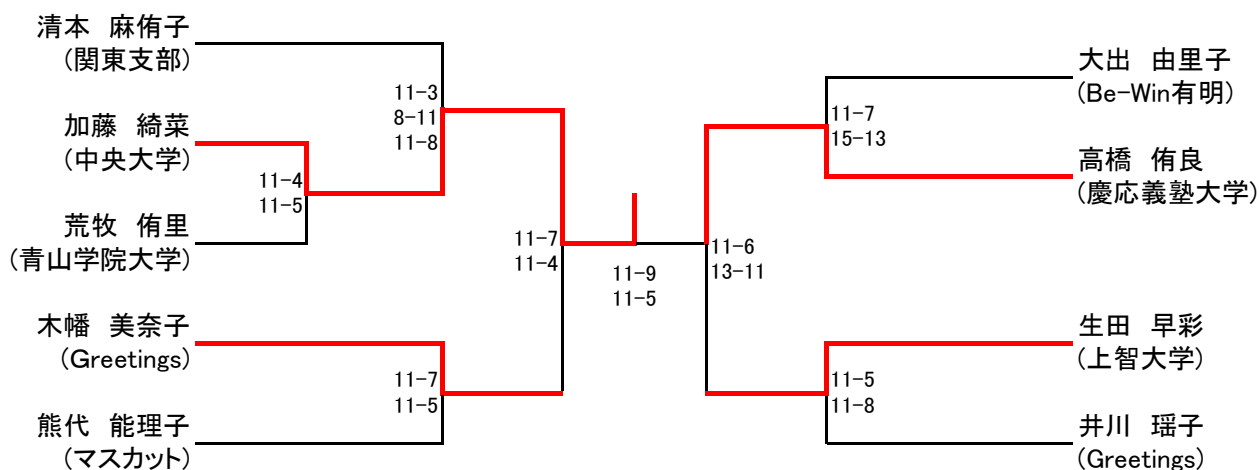 清本　麻侑子
(関東支部)
加藤　綺菜
(中央大学)
荒牧　侑里
(青山学院大学)
木幡　美奈子
(Greetings)
熊代　能理子
(マスカット)
11-3
8-11
11-8
11-4
11-5
11-7
11-5
11-7
11-4
11-9
11-5
11-6
13-11
11-7
15-13
11-5
11-8
大出　由里子
(Be-Win有明)
高橋　侑良
(慶応義塾大学)
生田　早彩
(上智大学)
井川　瑶子
(Greetings)